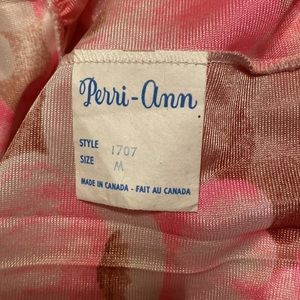 Perri-Ann
STYLE 1707
SIZE M
MADE IN CANADA - FAIT AU CANADA